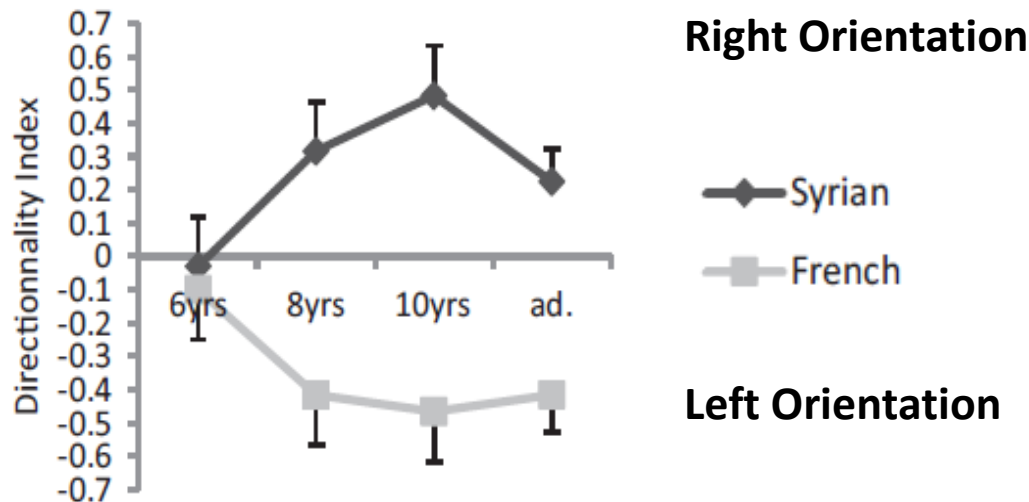 Directionnality Index
0.7
0.6
0.5
0.4
0.3
0.2
0.1
0
-0.1
-0.2
-0.3
-0.4
-0.5
-0.6
-0.7
6yrs 8yrs 10yrs ad.
Right Orientation
Syrian
French
Left Orientation